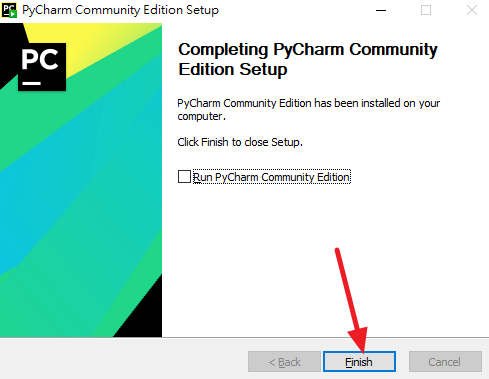 PyCharm Community Edition Setup
PC
Completing PyCharm Community
Edition Setup
PyCharm Community Edition has been installed on your
computer.
Click Finish to close Setup.
Run PyCharm Community Edition
< Back
Finish
Cancel